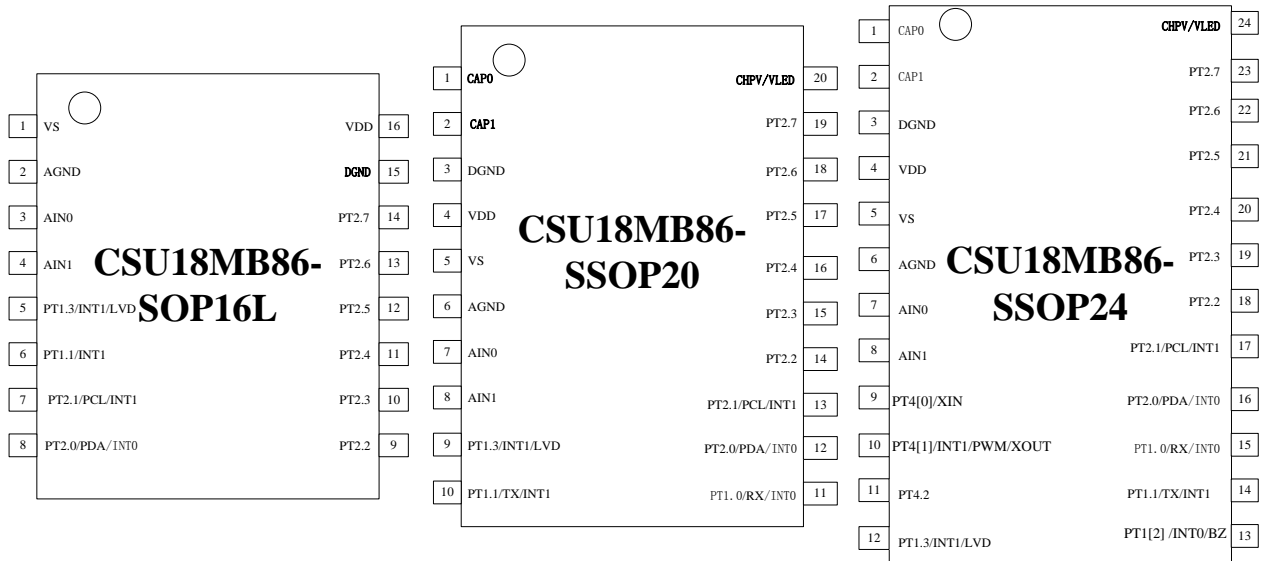 1 VS
2 AGND
3 AIN0
4 AIN1
5 PT1.3/INT1/LVD
6 PT1.1/INT1
7 PT2.1/PCL/INT1
8 PT2.0/PDA/INT0
CSU18MB86-
SOP16L
VDD 16
DGND 15
PT2.7 14
PT2.6 13
PT2.5 12
PT2.4 11
PT2.3 10
PT2.2 9
1 CAP0
2 CAP1
3 DGND
4 VDD
5 VS
6 AGND
7 AIN0
8 AIN1
9 PT1.3/INT1/LVD
10 PT1.1/TX/INT1
CSU18MB86-
SSOP20
CHPV/VLED 20
PT2.7 19
PT2.6 18
PT2.5 17
PT2.4 16
PT2.3 15
PT2.2 14
PT2.1/PCL/INT1 13
PT2.0/PDA/INT0 12
PT1.0/RX/INT0 11
1 CAP0
2 CAP1
3 DGND
4 VDD
5 VS
6 AGND
7 AIN0
8 AIN1
9 PT4[0]/XIN
10 PT4[1]/INT1/PWM/XOUT
11 PT4.2
12 PT1.3/INT1/LVD
CSU18MB86-
SSOP24
CHPV/VLED 24
PT2.7 23
PT2.6 22
PT2.5 21
PT2.4 20
PT2.3 19
PT2.2 18
PT2.1/PCL/INT1 17
PT2.0/PDA/INT0 16
PT1.0/RX/INT0 15
PT1.1/TX/INT1 14
PT1[2] /INT0/BZ 13